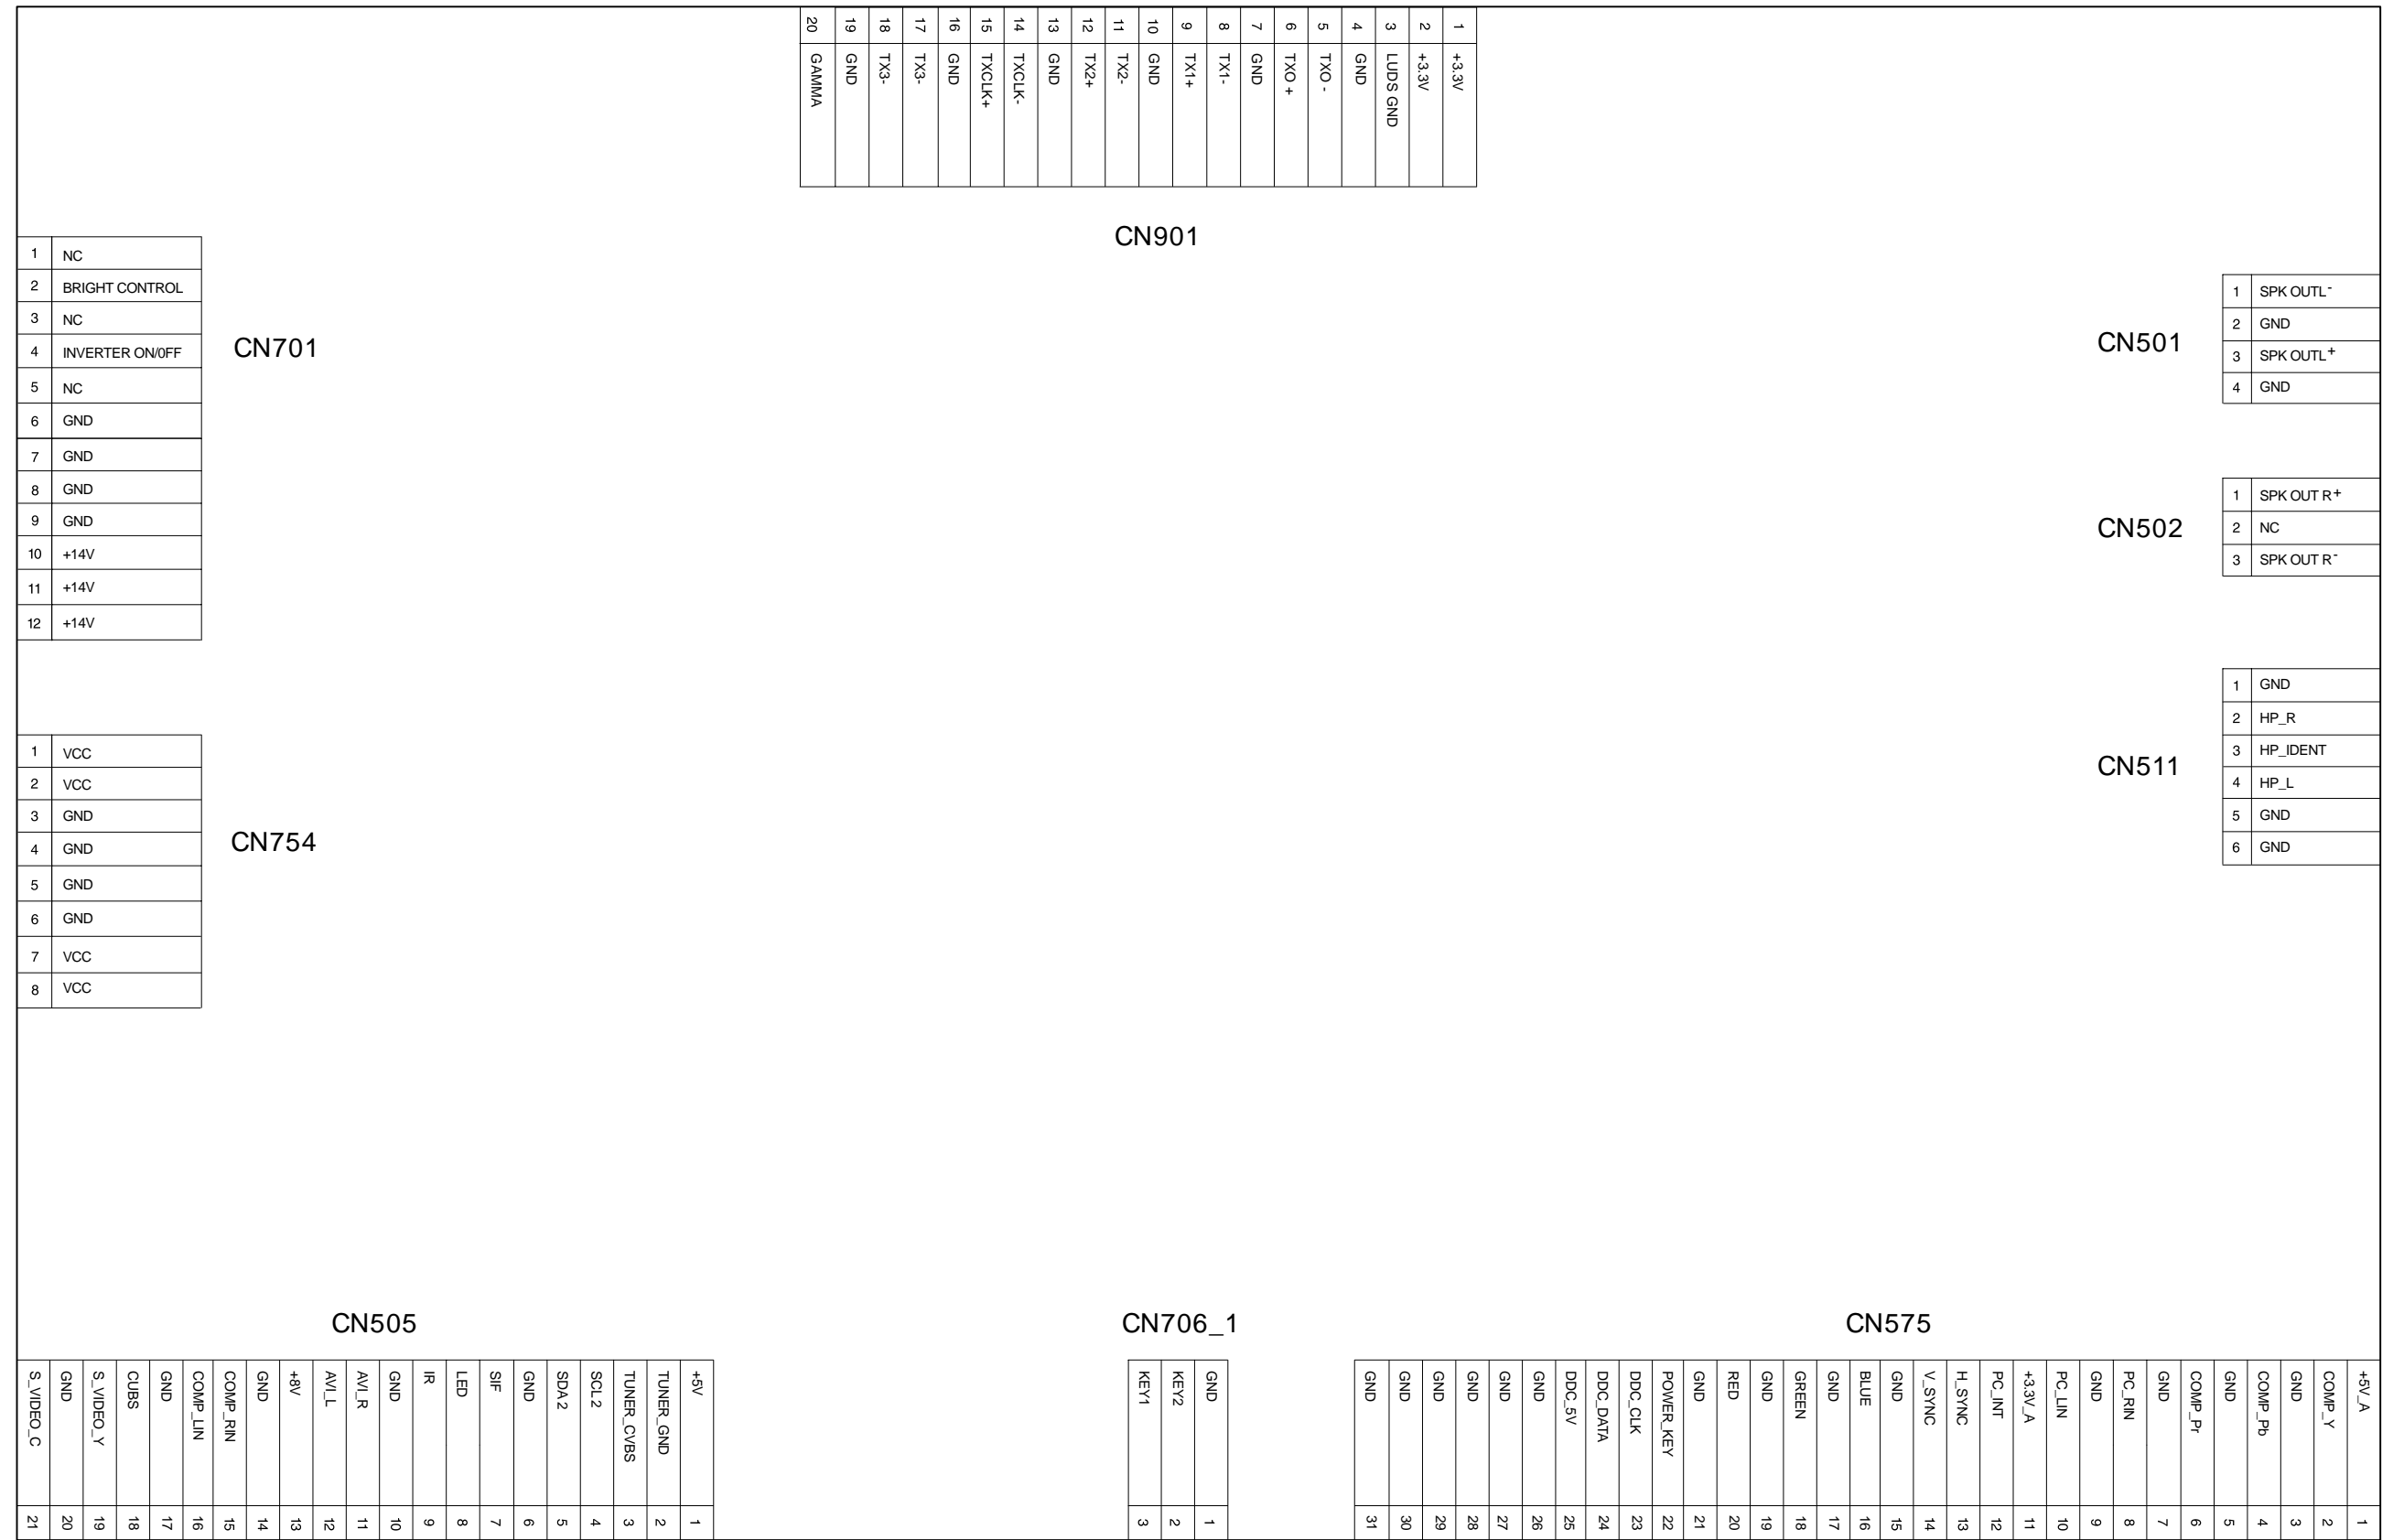 20 GAMMA
19 GND
18 TX3-
17 TX3-
16 GND
15 TXCLK+
14 TXCLK-
13 GND
12 TX2+
11 TX2-
10 GND
9 TX1+
8 TX1-
7 GND
6 TXO +
5 TXO -
4 GND
3 LUDS GND
2 +3.3V
1 +3.3V
CN901
1 NC
2 BRIGHT CONTROL
3 NC
4 INVERTER ON/0FF
5 NC
6 GND
7 GND
8 GND
9 GND
10 +14V
11 +14V
12 +14V
CN701
1 SPK OUTL-
2 GND
3 SPK OUTL+
4 GND
CN501
1 SPK OUT R+
2 NC
3 SPK OUT R-
CN502
1 GND
2 HP_R
3 HP_IDENT
4 HP_L
5 GND
6 GND
CN511
1 VCC
2 VCC
3 GND
4 GND
5 GND
6 GND
7 VCC
8 VCC
CN754
CN505
S_VIDEO_C 21
GND 20
S_VIDEO_Y 19
CUBS 18
GND 17
COMP_LIN 16
COMP_RIN 15
GND 14
+8V 13
AVI_L 12
AVI_R 11
GND 10
IR 9
LED 8
SIF 7
GND 6
SDA2 5
SCL2 4
TUNER_CVBS 3
TUNER_GND 2
+5V 1
CN706_1
KEY1 3
KEY2 2
GND 1
CN575
GND 31
GND 30
GND 29
GND 28
GND 27
GND 26
DDC_5V 25
DDC_DATA 24
DDC_CLK 23
POWER_KEY 22
GND 21
RED 20
GND 19
GREEN 18
GND 17
BLUE 16
GND 15
V_SYNC 14
H_SYNC 13
PC_INT 12
+3.3V_A 11
PC_LIN 10
GND 9
PC_RIN 8
GND 7
COMP_Pr 6
GND 5
COMP_Pb 4
GND 3
COMP_Y 2
+5V_A 1